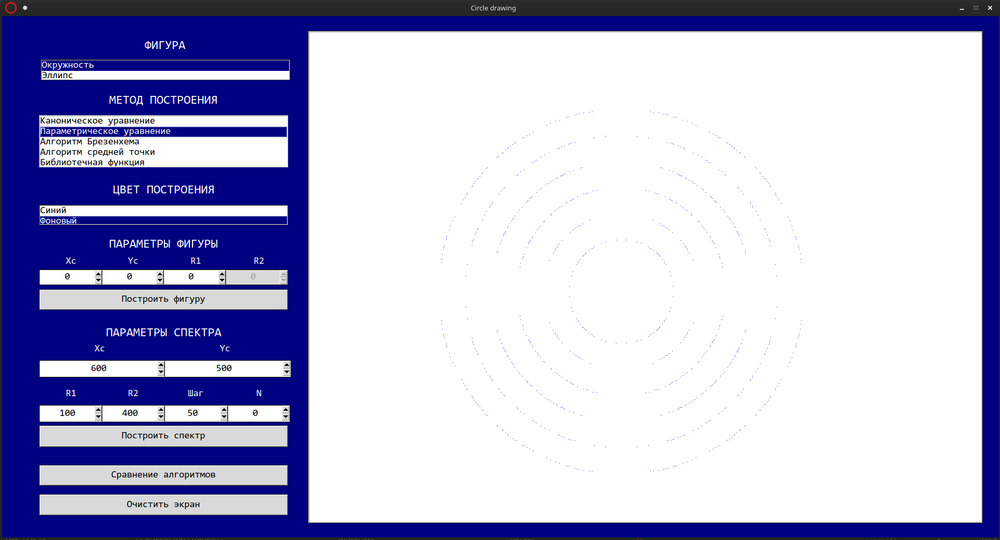 Circle drawing
ФИГУРА
Окружность
Эллипс
МЕТОД ПОСТРОЕНИЯ
Каноническое уравнение
Параметрическое уравнение
Алгоритм Брезенхема
Алгоритм средней точки
Библиотечная функция
ЦВЕТ ПОСТРОЕНИЯ
Синий
Фоновый
ПАРАМЕТРЫ ФИГУРЫ
Xc Yc R1 R2
0 0 0 0
Построить фигуру
ПАРАМЕТРЫ СПЕКТРА
Xc Yc
600 500
R1 R2 Шаг N
100 400 50 0
Построить спектр
Сравнение алгоритмов
Очистить экран